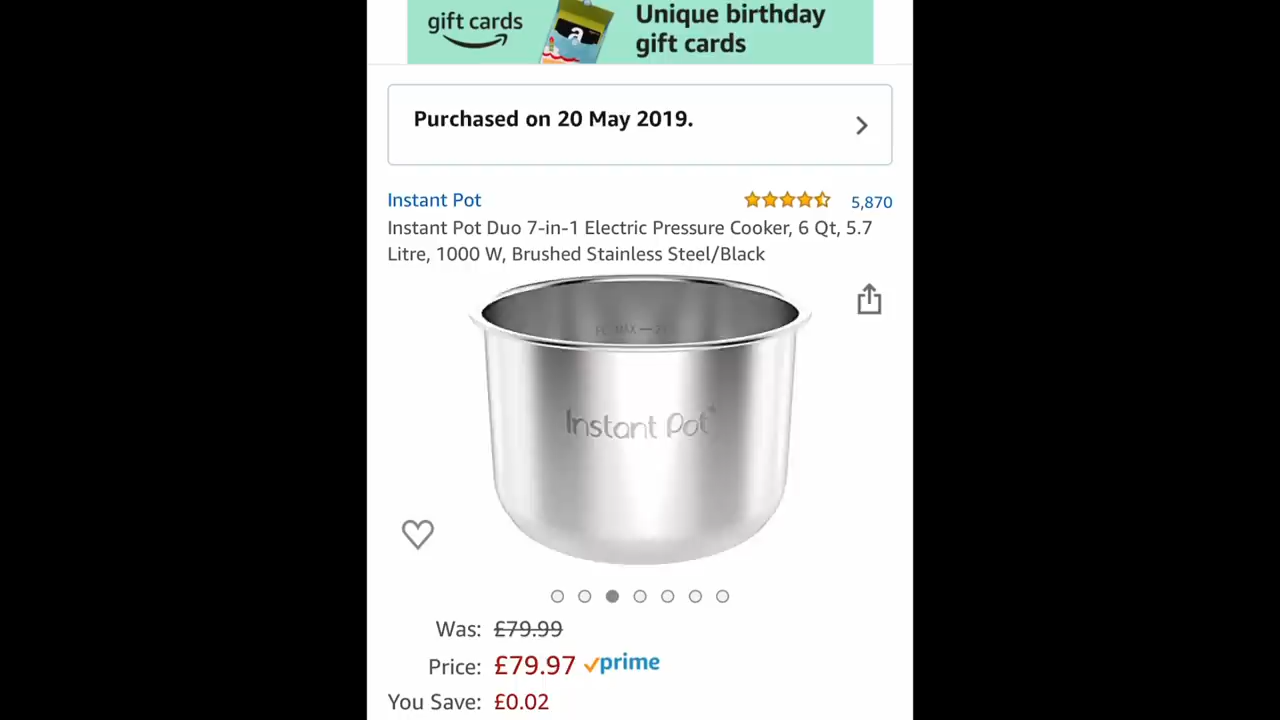 gift cards
Unique birthday
gift cards
Purchased on 20 May 2019.
Instant Pot
5,870
Instant Pot Duo 7-in-1 Electric Pressure Cooker, 6 Qt, 5.7
Litre, 1000 W, Brushed Stainless Steel/Black
MAX
Instant Pot
Was: £79.99
Price: £79.97 prime
You Save: £0.02